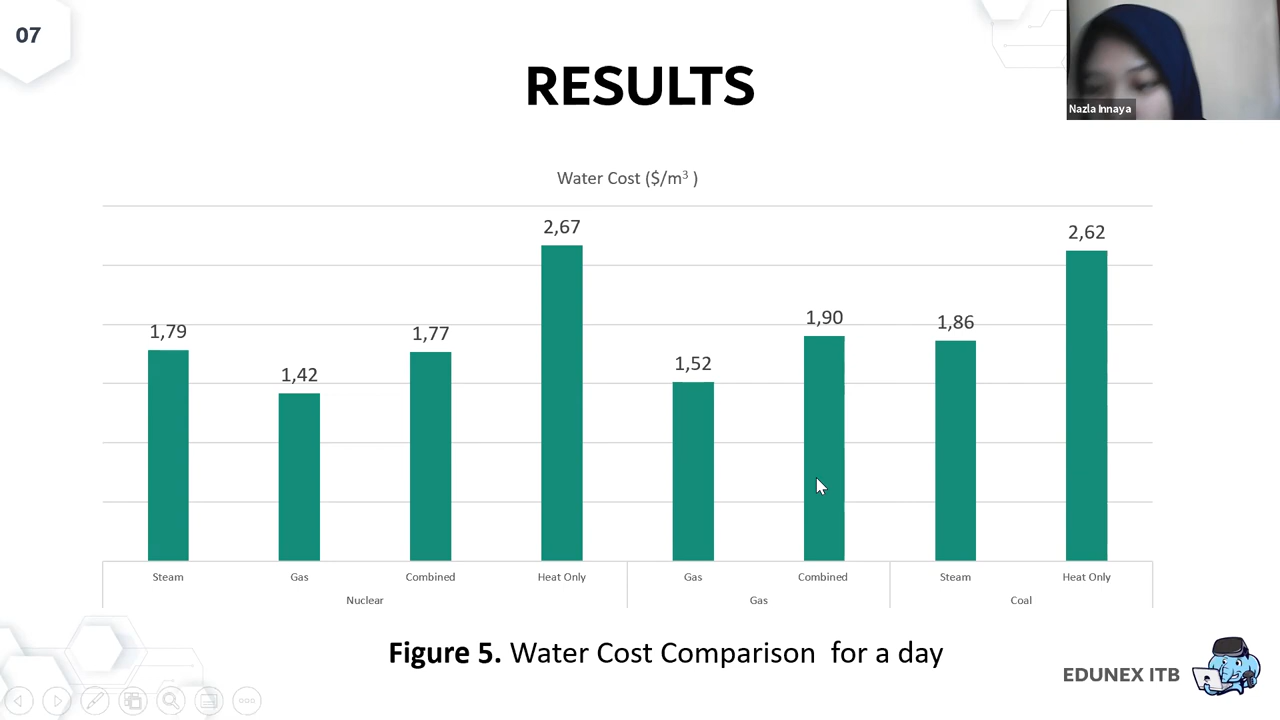 07
RESULTS
Nazla Innaya
Water Cost ($/m³ )
2,67
2,62
1,90
1,86
1,79
1,77
1,52
1,42
Steam Gas Combined Heat Only Gas Combined Steam Heat Only
Nuclear Gas Coal
Figure 5. Water Cost Comparison for a day
EDUNEX ITB